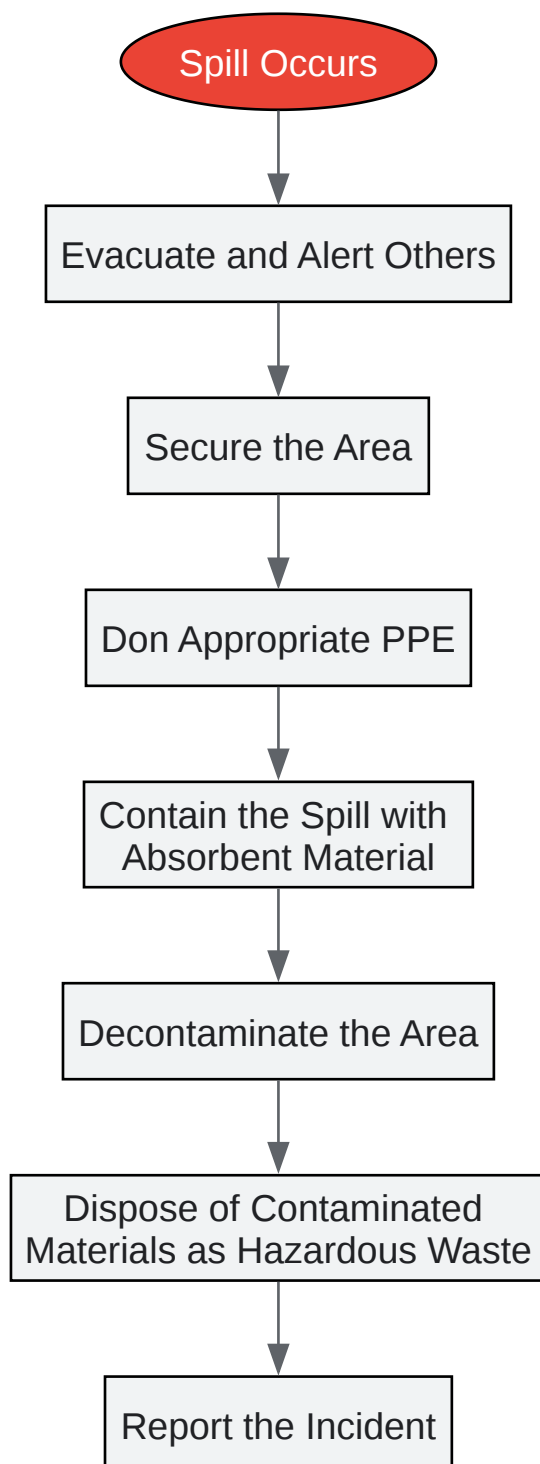 Spill Occurs
Evacuate and Alert Others
Secure the Area
Don Appropriate PPE
Contain the Spill with
Absorbent Material
Decontaminate the Area
Dispose of Contaminated
Materials as Hazardous Waste
Report the Incident